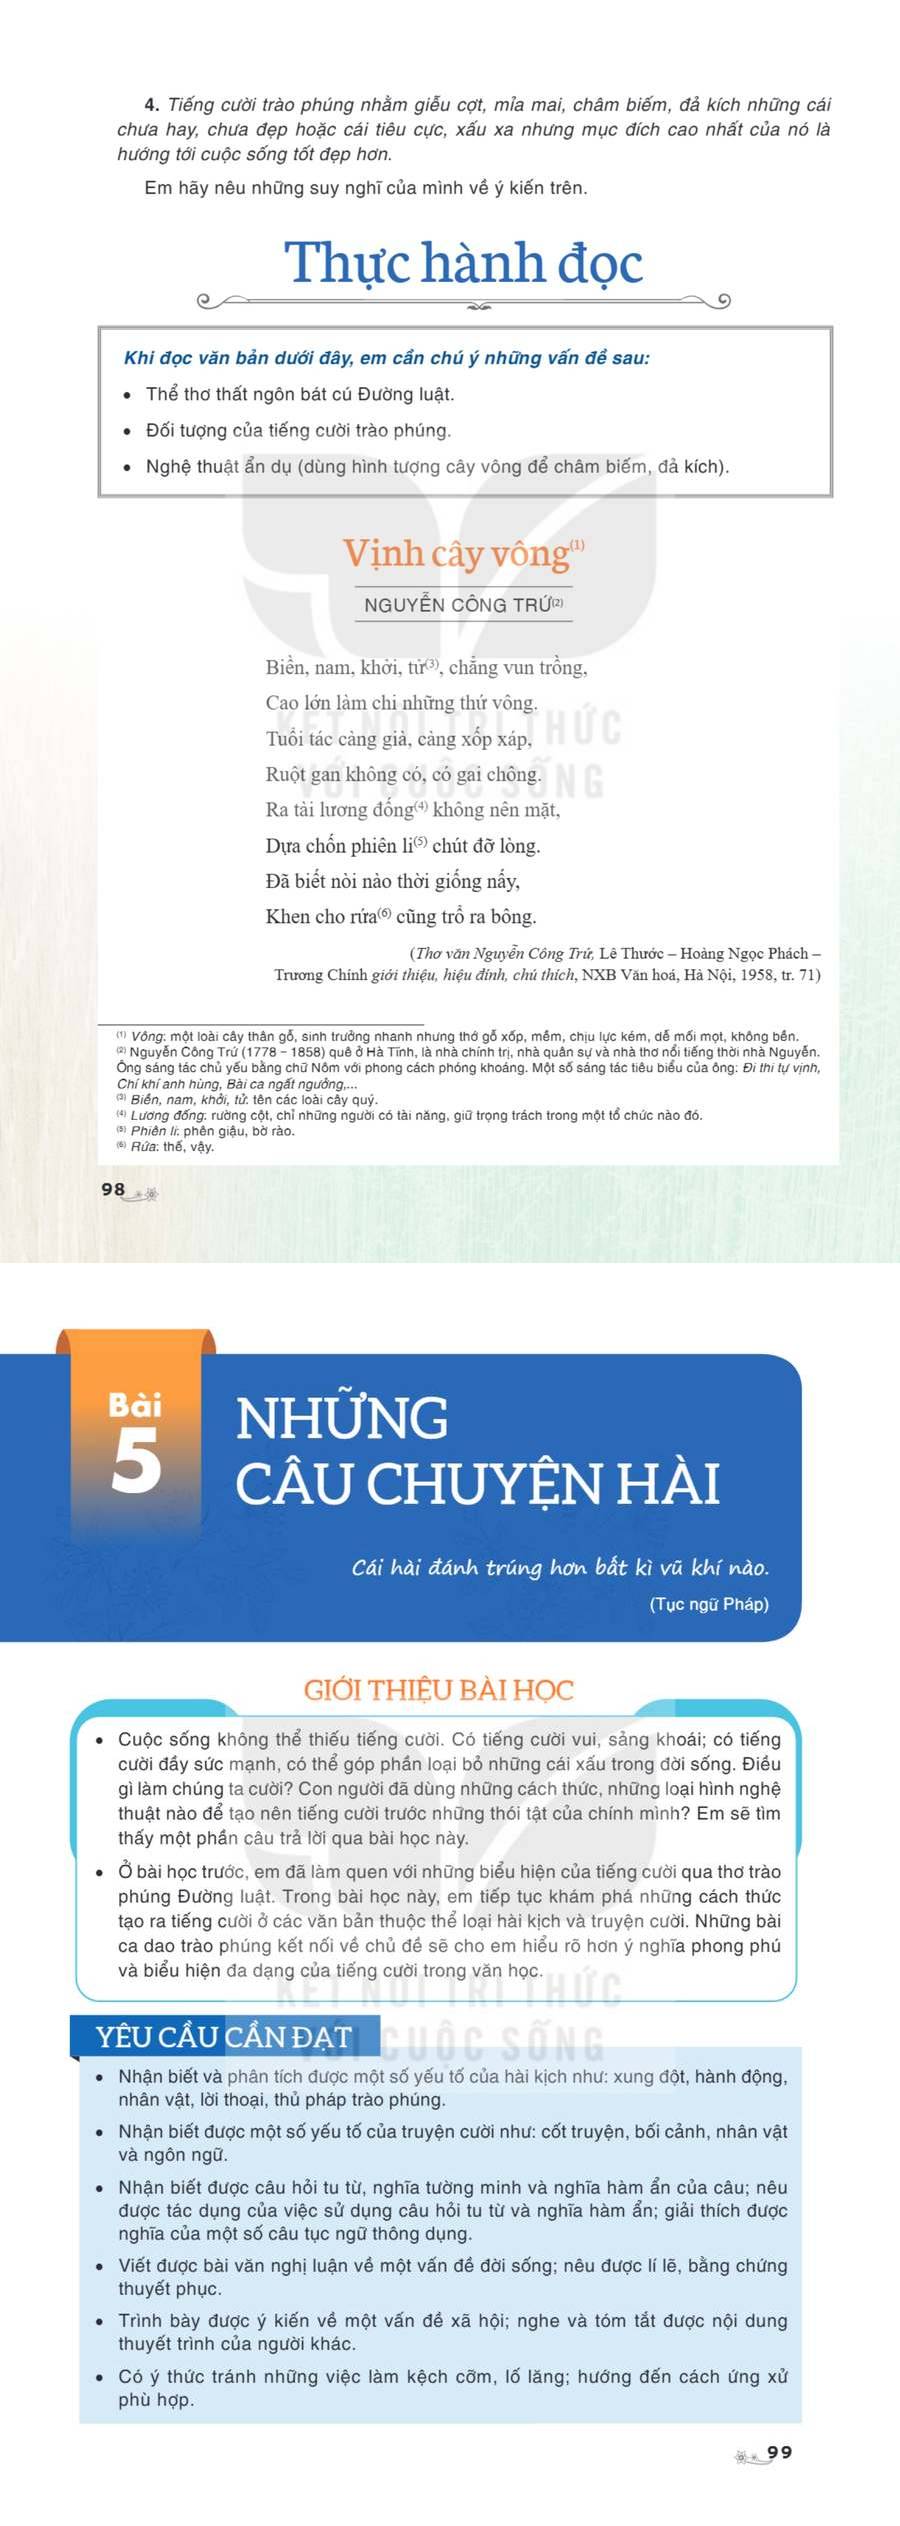 4. Tiếng cười trào phúng nhằm giễu cợt, mỉa mai, châm biếm, đả kích những cái
chưa hay, chưa đẹp hoặc cái tiêu cực, xấu xa nhưng mục đích cao nhất của nó là
hướng tới cuộc sống tốt đẹp hơn.
Em hãy nêu những suy nghĩ của mình về ý kiến trên.
Thực hành đọc
Khi đọc văn bản dưới đây, em cần chú ý những vấn đề sau:
• Thể thơ thất ngôn bát cú Đường luật.
• Đối tượng của tiếng cười trào phúng.
• Nghệ thuật ẩn dụ (dùng hình tượng cây vông để châm biếm, đả kích).
Vịnh cây vông(1)
NGUYỄN CÔNG TRỨ(2)
Biền, nam, khởi, tử(3), chẳng vun trồng,
Cao lớn làm chi những thứ vông.
KẾT NỐI TRI THỨC
Tuổi tác càng già, càng xốp xáp,
Ruột gan không có, có gai chông.
VỚI CUỘC SỐNG
Ra tài lương đống(4) không nên mặt,
Dựa chốn phiên li(5) chút đỡ lòng.
Đã biết nòi nào thời giống nấy,
Khen cho rứa(6) cũng trổ ra bông.
(Thơ văn Nguyễn Công Trứ, Lê Thước – Hoàng Ngọc Phách –
Trương Chính giới thiệu, hiệu đính, chú thích, NXB Văn hoá, Hà Nội, 1958, tr. 71)
(1) Vông: một loài cây thân gỗ, sinh trưởng nhanh nhưng thớ gỗ xốp, mềm, chịu lực kém, dễ mối mọt, không bền.
(2) Nguyễn Công Trứ (1778 – 1858) quê ở Hà Tĩnh, là nhà chính trị, nhà quân sự và nhà thơ nổi tiếng thời nhà Nguyễn.
Ông sáng tác chủ yếu bằng chữ Nôm với phong cách phóng khoáng. Một số sáng tác tiêu biểu của ông: Đi thi tự vịnh,
Chí khí anh hùng, Bài ca ngất ngưởng,...
(3) Biền, nam, khởi, tử: tên các loài cây quý.
(4) Lương đống: rường cột, chỉ những người có tài năng, giữ trọng trách trong một tổ chức nào đó.
(5) Phiên li: phên giậu, bờ rào.
(6) Rứa: thế, vậy.
98
Bài
5
NHỮNG
CÂU CHUYỆN HÀI
Cái hài đánh trúng hơn bất kì vũ khí nào.
(Tục ngữ Pháp)
GIỚI THIỆU BÀI HỌC
• Cuộc sống không thể thiếu tiếng cười. Có tiếng cười vui, sảng khoái; có tiếng
cười đầy sức mạnh, có thể góp phần loại bỏ những cái xấu trong đời sống. Điều
gì làm chúng ta cười? Con người đã dùng những cách thức, những loại hình nghệ
thuật nào để tạo nên tiếng cười trước những thói tật của chính mình? Em sẽ tìm
thấy một phần câu trả lời qua bài học này.
• Ở bài học trước, em đã làm quen với những biểu hiện của tiếng cười qua thơ trào
phúng Đường luật. Trong bài học này, em tiếp tục khám phá những cách thức
tạo ra tiếng cười ở các văn bản thuộc thể loại hài kịch và truyện cười. Những bài
ca dao trào phúng kết nối về chủ đề sẽ cho em hiểu rõ hơn ý nghĩa phong phú
và biểu hiện đa dạng của tiếng cười trong văn học.
KẾT NỐI TRI THỨC
YÊU CẦU CẦN ĐẠT
VỚI CUỘC SỐNG
• Nhận biết và phân tích được một số yếu tố của hài kịch như: xung đột, hành động,
nhân vật, lời thoại, thủ pháp trào phúng.
• Nhận biết được một số yếu tố của truyện cười như: cốt truyện, bối cảnh, nhân vật
và ngôn ngữ.
• Nhận biết được câu hỏi tu từ, nghĩa tường minh và nghĩa hàm ẩn của câu; nêu
được tác dụng của việc sử dụng câu hỏi tu từ và nghĩa hàm ẩn; giải thích được
nghĩa của một số câu tục ngữ thông dụng.
• Viết được bài văn nghị luận về một vấn đề đời sống; nêu được lí lẽ, bằng chứng
thuyết phục.
• Trình bày được ý kiến về một vấn đề xã hội; nghe và tóm tắt được nội dung
thuyết trình của người khác.
• Có ý thức tránh những việc làm kệch cỡm, lố lăng; hướng đến cách ứng xử
phù hợp.
99